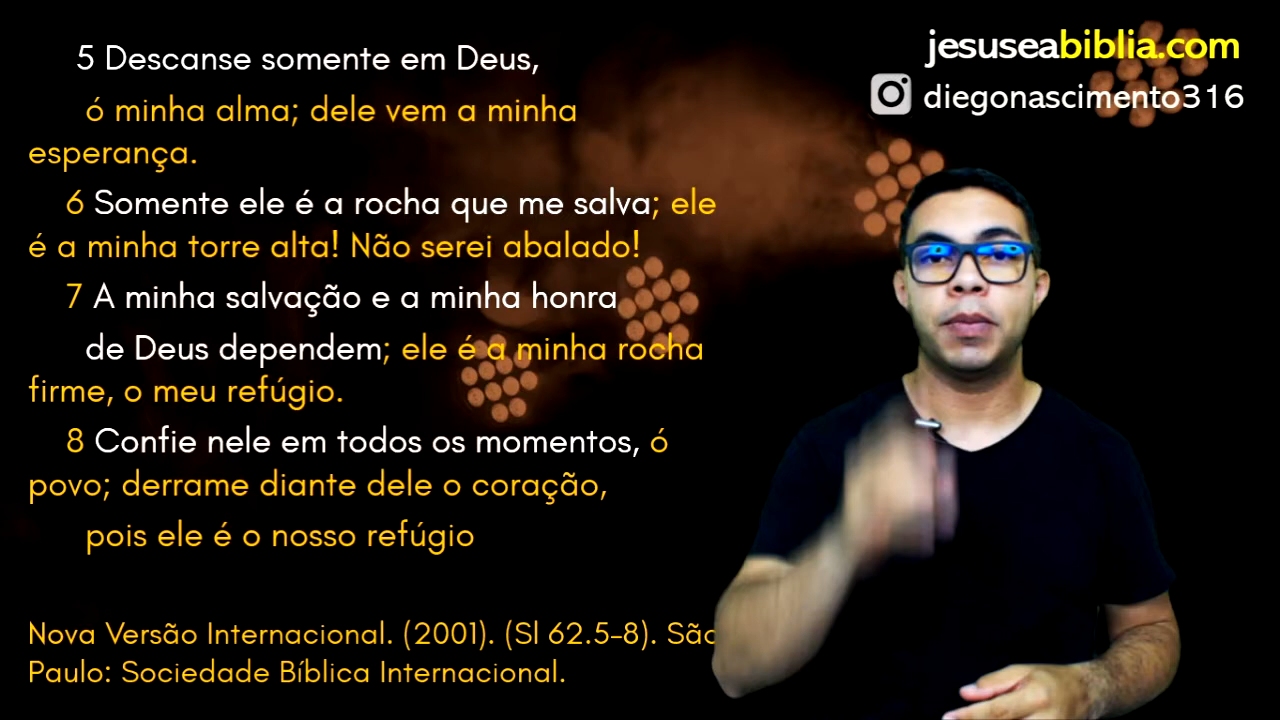 jesuseabiblia.com
diegonascimento316
5 Descanse somente em Deus,
ó minha alma; dele vem a minha
esperança.
6 Somente ele é a rocha que me salva; ele
é a minha torre alta! Não serei abalado!
7 A minha salvação e a minha honra
de Deus dependem; ele é a minha rocha
firme, o meu refúgio.
8 Confie nele em todos os momentos, ó
povo; derrame diante dele o coração,
pois ele é o nosso refúgio
Nova Versão Internacional. (2001). (Sl 62.5-8). São
Paulo: Sociedade Bíblica Internacional.